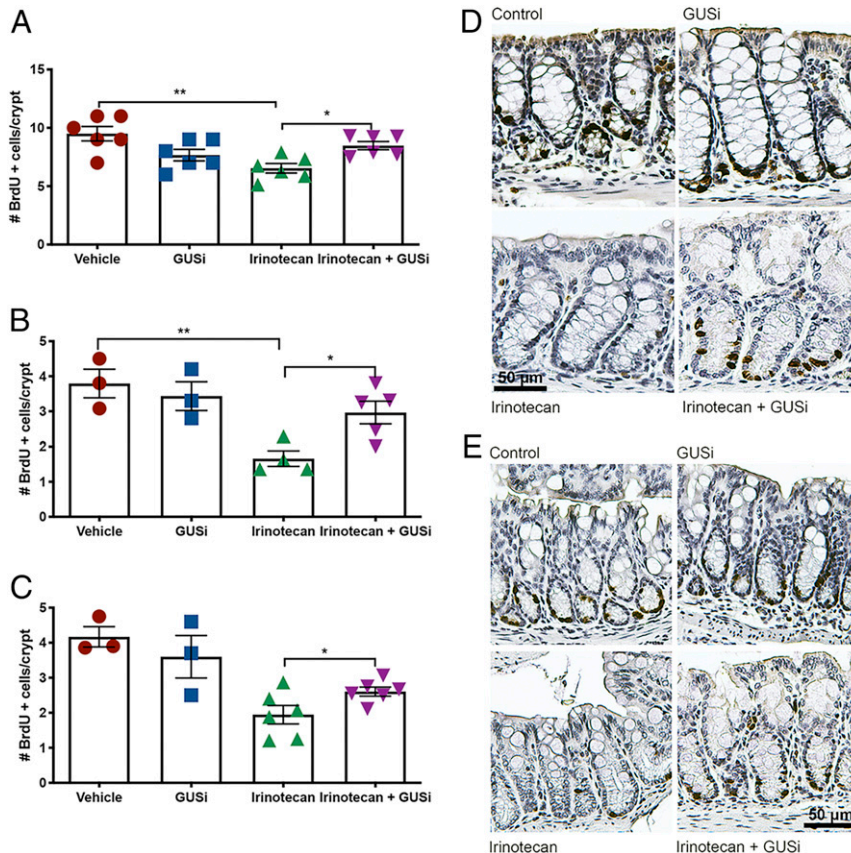 A
# BrdU + cells/crypt
15
10
5
0
**
*
Vehicle GUSi Irinotecan Irinotecan + GUSi
B
# BrdU + cells/crypt
5
4
3
2
1
0
**
*
Vehicle GUSi Irinotecan Irinotecan + GUSi
C
# BrdU + cells/crypt
5
4
3
2
1
0
*
Vehicle GUSi Irinotecan Irinotecan + GUSi
D
Control GUSi
50 µm
Irinotecan Irinotecan + GUSi
E
Control GUSi
50 µm
Irinotecan Irinotecan + GUSi